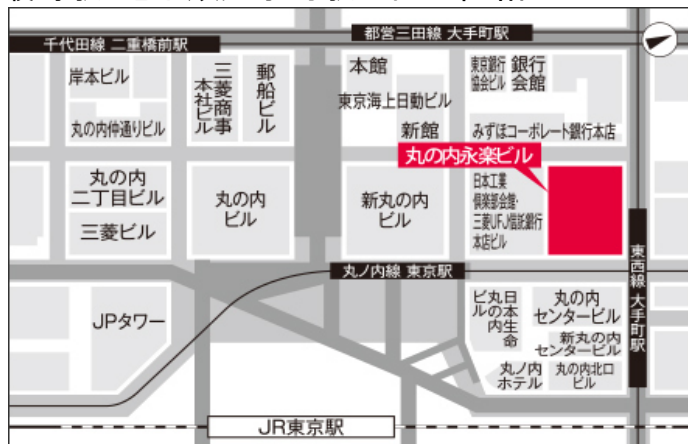 千代田線 二重橋前駅
都営三田線 大手町駅
岸本ビル
丸の内仲通りビル
三菱商事
本社ビル
郵船ビル
本館
東京海上日動ビル
新館
東京銀行
協会ビル
銀行
会館
みずほコーポレート銀行本店
丸の内永楽ビル
丸の内
二丁目ビル
三菱ビル
丸の内
ビル
新丸の内
ビル
日本工業
倶楽部会館・
三菱UFJ信託銀行
本店ビル
東西線 大手町駅
丸ノ内線 東京駅
JPタワー
日本生命
丸の内
ビル
丸の内
センタービル
新丸の内
センタービル
丸ノ内
ホテル
丸の内北口
ビル
JR東京駅